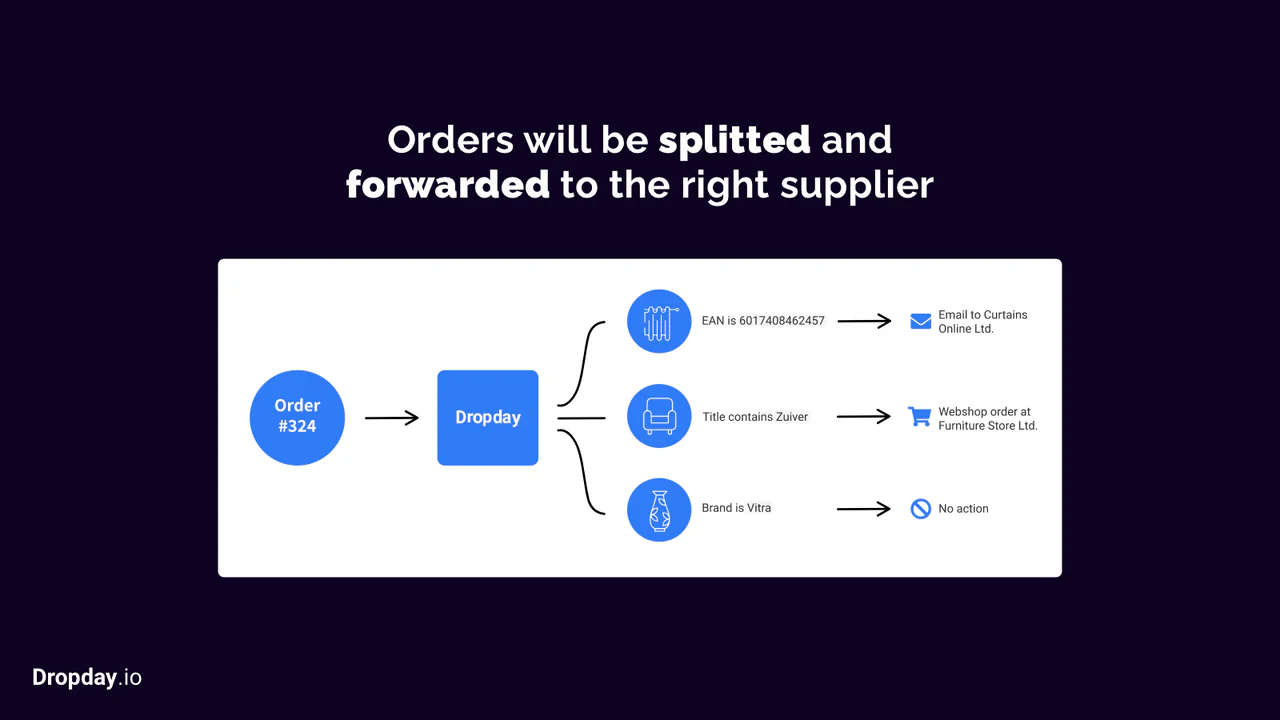 Orders will be splitted and
forwarded to the right supplier
Order
#324
Dropday
EAN is 6017408462457
Email to Curtains
Online Ltd.
Title contains Zuiver
Webshop order at
Furniture Store Ltd.
Brand is Vitra
No action
Dropday.io